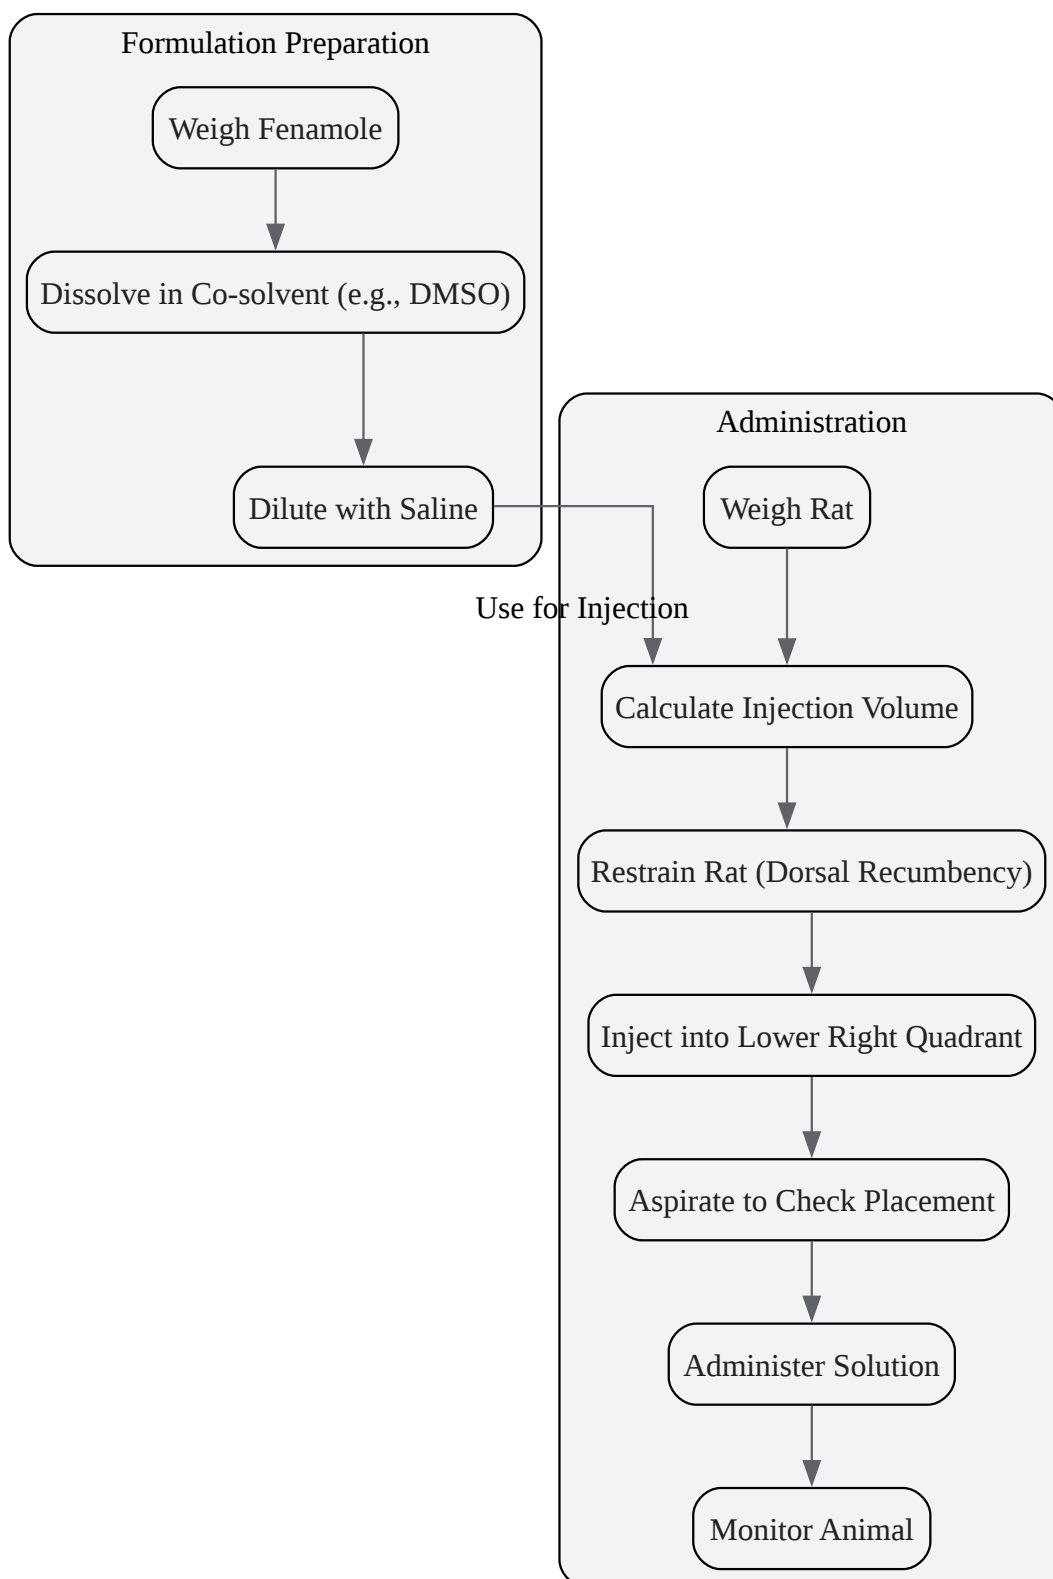 Formulation Preparation
Weigh Fenamole
Dissolve in Co-solvent (e.g., DMSO)
Dilute with Saline
Use for Injection
Administration
Weigh Rat
Calculate Injection Volume
Restrain Rat (Dorsal Recumbency)
Inject into Lower Right Quadrant
Aspirate to Check Placement
Administer Solution
Monitor Animal